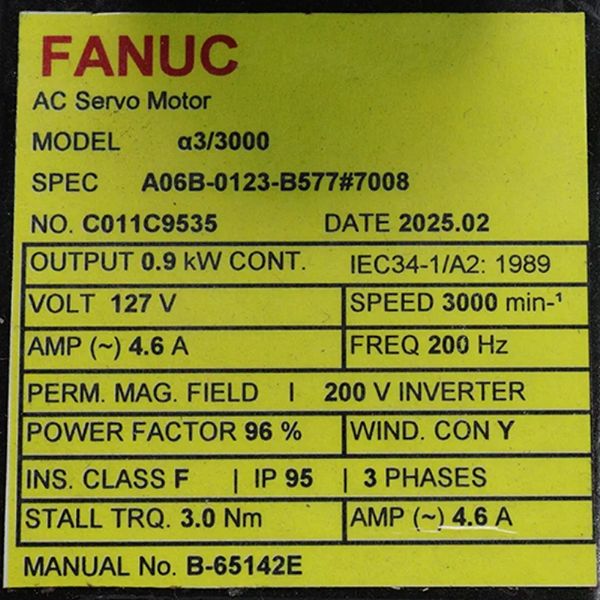 FANUC
AC Servo Motor
MODEL α3/3000
SPEC A06B-0123-B577#7008
NO. C011C9535 DATE 2025.02
OUTPUT 0.9 kW CONT. IEC34-1/A2: 1989
VOLT 127 V SPEED 3000 min-¹
AMP (~) 4.6 A FREQ 200 Hz
PERM. MAG. FIELD I 200 V INVERTER
POWER FACTOR 96 % WIND. CON Y
INS. CLASS F | IP 95 | 3 PHASES
STALL TRQ. 3.0 Nm AMP (~) 4.6 A
MANUAL No. B-65142E